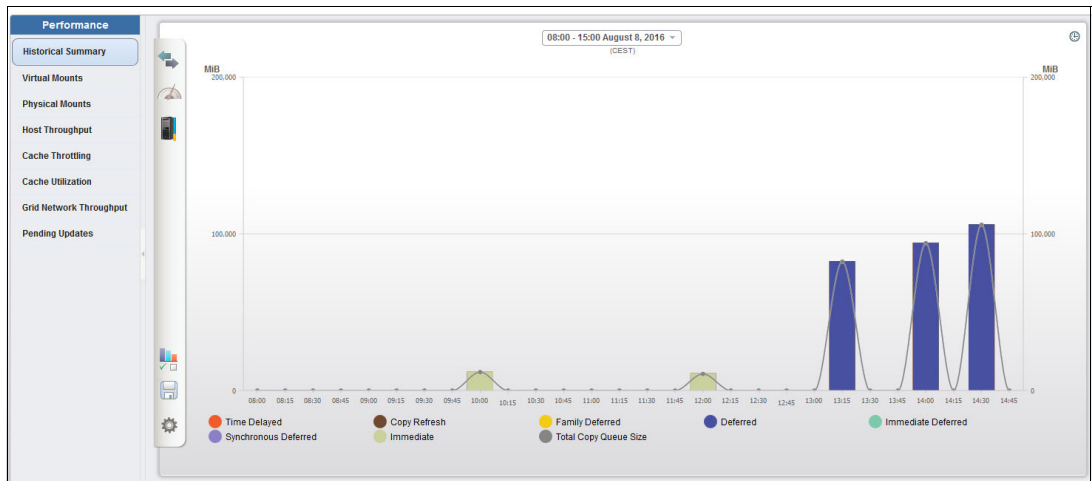 Performance
Historical Summary
Virtual Mounts
Physical Mounts
Host Throughput
Cache Throttling
Cache Utilization
Grid Network Throughput
Pending Updates
08:00 - 15:00 August 8, 2016
(CEST)
MiB MiB
200,000 200,000
100,000 100,000
0 0
08:00 08:15 08:30 08:45 09:00 09:15 09:30 09:45 10:00 10:15 10:30 10:45 11:00 11:15 11:30 11:45 12:00 12:15 12:30 12:45 13:00 13:15 13:30 13:45 14:00 14:15 14:30 14:45
Time Delayed Copy Refresh Family Deferred Deferred Immediate Deferred
Synchronous Deferred Immediate Total Copy Queue Size